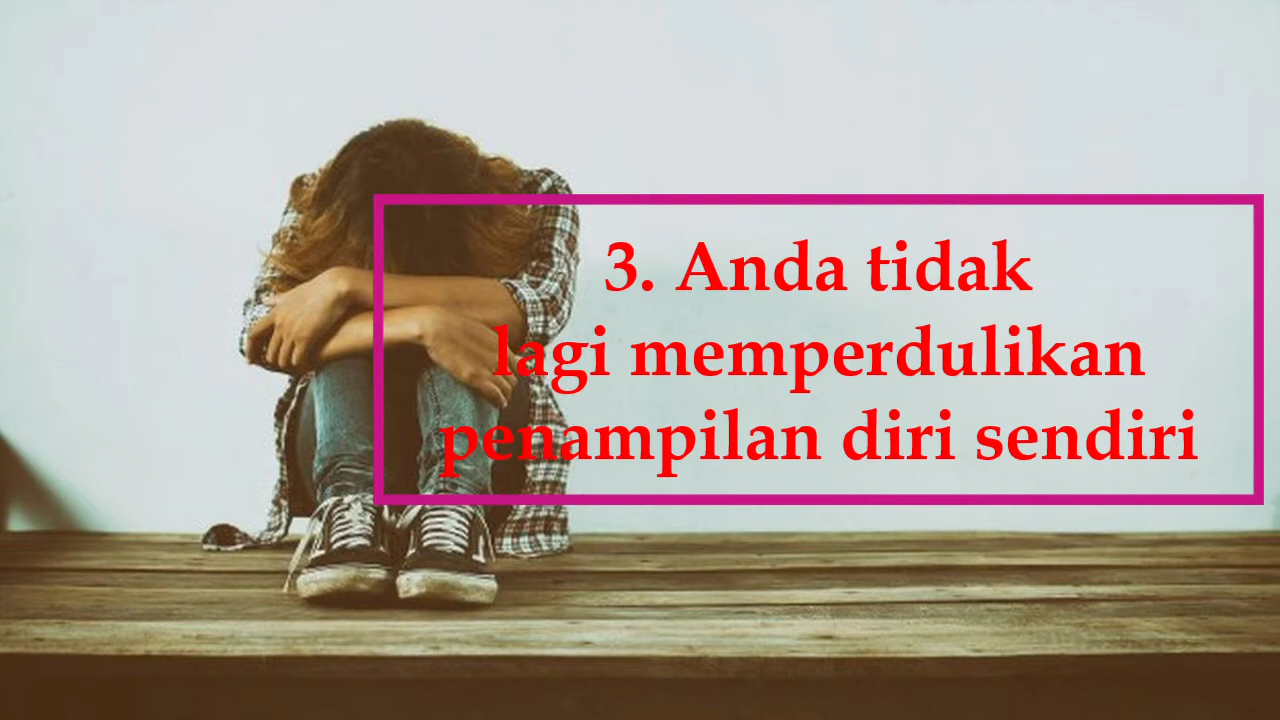 3. Anda tidak
lagi memperdulikan
penampilan diri sendiri